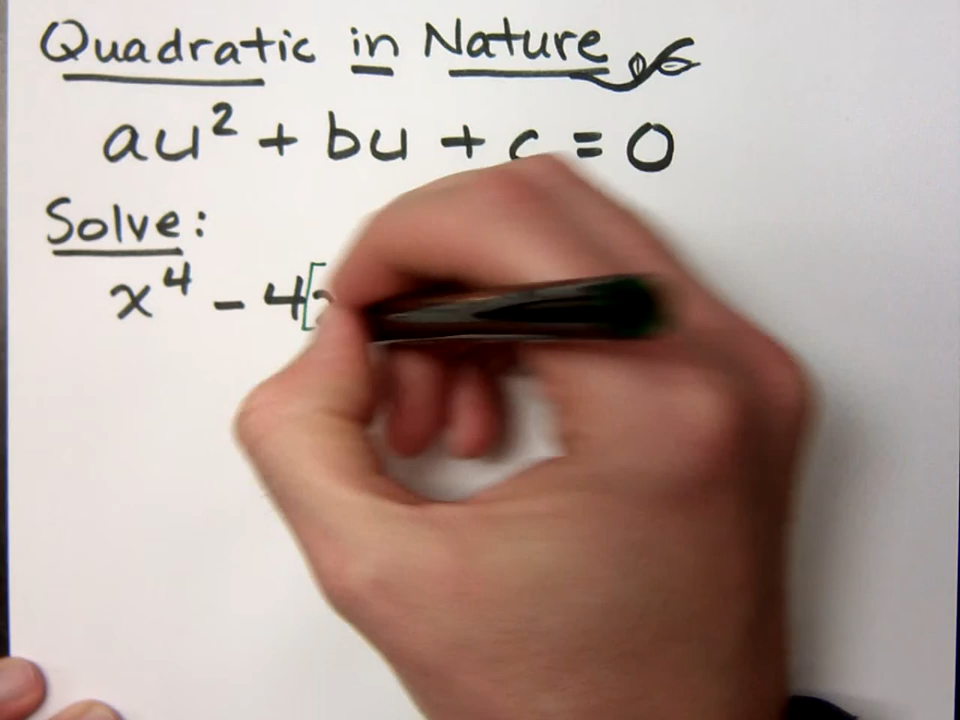 Quadratic in Nature
au² + bu + c = 0
Solve:
x⁴ - 4